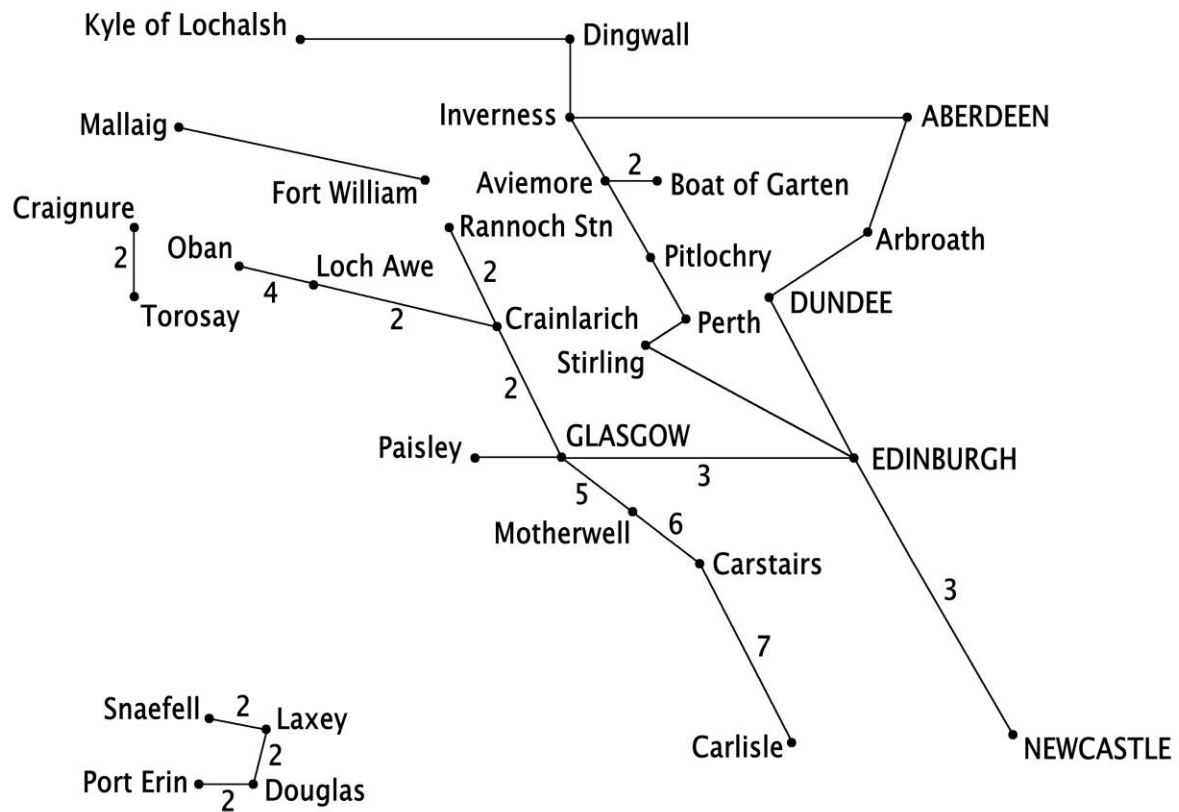 Kyle of Lochalsh
Dingwall
Inverness
ABERDEEN
Mallaig
Fort William
Aviemore
2
Boat of Garten
Craignure
Rannoch Stn
Arbroath
2
Oban
Loch Awe
2
Pitlochry
4
Torosay
2
Crainlarich
Perth
DUNDEE
Stirling
2
Paisley
GLASGOW
3
EDINBURGH
5
Motherwell
6
Carstairs
3
7
Snaefell
2
Laxey
2
Carlisle
NEWCASTLE
Port Erin
2
Douglas